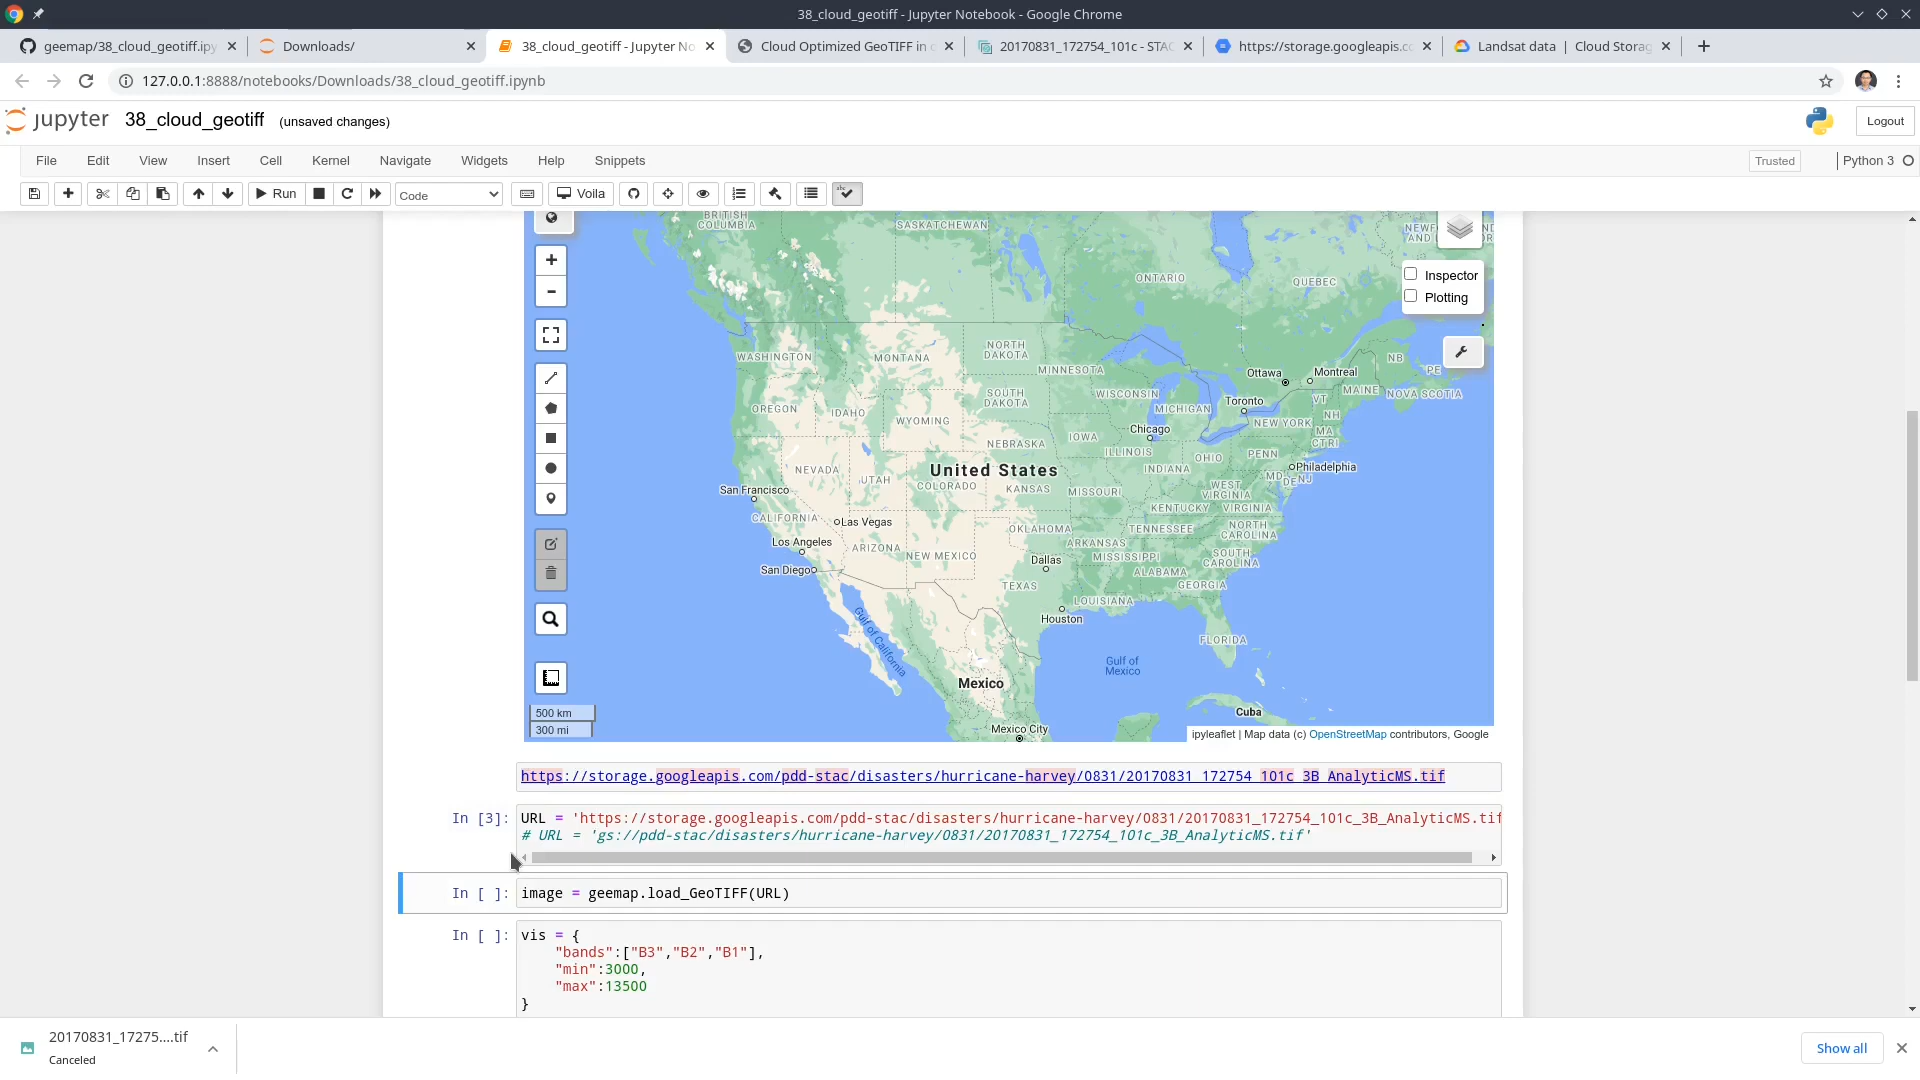 38_cloud_geotiff - Jupyter Notebook - Google Chrome
geemap/38_cloud_geotiff.ipy
Downloads/
38_cloud_geotiff - Jupyter No
Cloud Optimized GeoTIFF in
20170831_172754_101c - STAC
https://storage.googleapis.c
Landsat data | Cloud Storag
127.0.0.1:8888/notebooks/Downloads/38_cloud_geotiff.ipynb
jupyter 38_cloud_geotiff (unsaved changes)
Logout
File Edit View Insert Cell Kernel Navigate Widgets Help Snippets
Trusted
Python 3
Run
Code
Voila
BRITISH
COLUMBIA
SASKATCHEWAN
ONTARIO
QUEBEC
Inspector
Plotting
WASHINGTON
MONTANA
NORTH
DAKOTA
MINNESOTA
Ottawa
Montreal
NB
PE
MAINE
NOVA SCOTIA
OREGON
IDAHO
WYOMING
SOUTH
DAKOTA
WISCONSIN
MICHIGAN
Toronto
VT
NH
NEW YORK
MA
CT RI
Chicago
NEBRASKA
IOWA
ILLINOIS
INDIANA
OHIO
PENN
Philadelphia
MD
DE NJ
NEVADA
UTAH
United States
COLORADO
KANSAS
MISSOURI
WEST
VIRGINIA
KENTUCKY
VIRGINIA
San Francisco
CALIFORNIA
Las Vegas
Los Angeles
San Diego
ARIZONA
NEW MEXICO
OKLAHOMA
ARKANSAS
TENNESSEE
NORTH
CAROLINA
MISSISSIPPI
SOUTH
CAROLINA
Dallas
TEXAS
ALABAMA
GEORGIA
LOUISIANA
Houston
FLORIDA
Gulf of California
Gulf of
Mexico
Mexico
Mexico City
Cuba
500 km
300 mi
ipyleaflet | Map data (c) OpenStreetMap contributors, Google
https://storage.googleapis.com/pdd-stac/disasters/hurricane-harvey/0831/20170831_172754_101c_3B_AnalyticMS.tif
In [3]: URL = 'https://storage.googleapis.com/pdd-stac/disasters/hurricane-harvey/0831/20170831_172754_101c_3B_AnalyticMS.tif
# URL = 'gs://pdd-stac/disasters/hurricane-harvey/0831/20170831_172754_101c_3B_AnalyticMS.tif'
In [ ]: image = geemap.load_GeoTIFF(URL)
In [ ]: vis = {
"bands":["B3","B2","B1"],
"min":3000,
"max":13500
}
20170831_17275....tif
Canceled
Show all